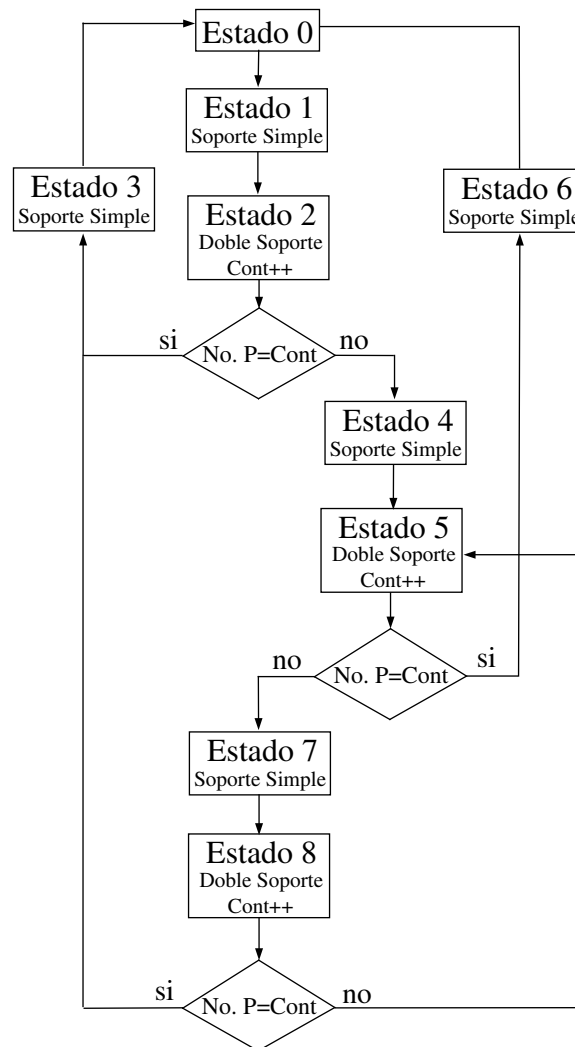 Estado 0
Estado 1
Soporte Simple
Estado 3
Soporte Simple
Estado 6
Soporte Simple
Estado 2
Doble Soporte
Cont++
si
No. P=Cont
no
Estado 4
Soporte Simple
Estado 5
Doble Soporte
Cont++
no
No. P=Cont
si
Estado 7
Soporte Simple
Estado 8
Doble Soporte
Cont++
si
No. P=Cont
no